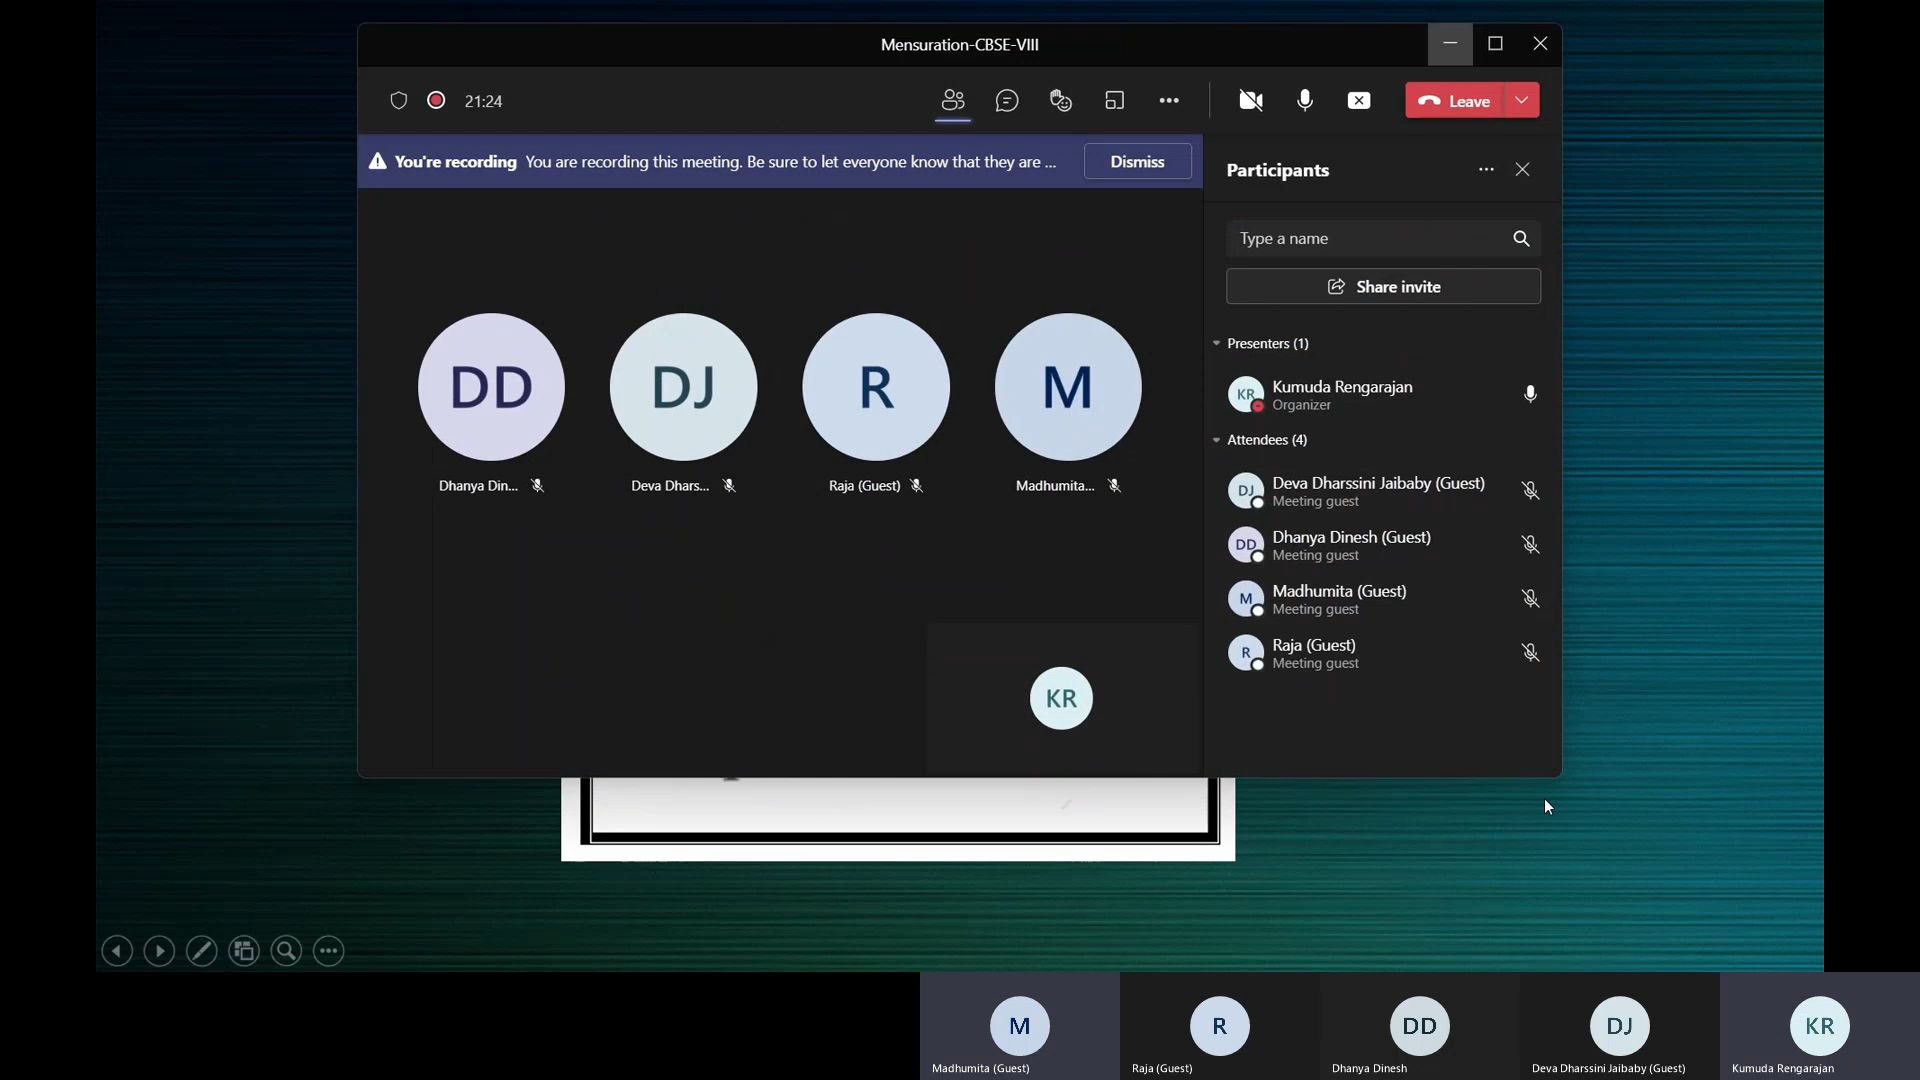 Mensuration-CBSE-VIII
21:24
Leave
You're recording You are recording this meeting. Be sure to let everyone know that they are ...
Dismiss
Participants
Type a name
Share invite
Presenters (1)
KR
Kumuda Rengarajan
Organizer
Attendees (4)
DJ
Deva Dharssini Jaibaby (Guest)
Meeting guest
DD
Dhanya Dinesh (Guest)
Meeting guest
M
Madhumita (Guest)
Meeting guest
R
Raja (Guest)
Meeting guest
DD
DJ
R
M
Dhanya Din...
Deva Dhars...
Raja (Guest)
Madhumita...
KR
M
R
DD
DJ
KR
Madhumita (Guest)
Raja (Guest)
Dhanya Dinesh
Deva Dharssini Jaibaby (Guest)
Kumuda Rengarajan